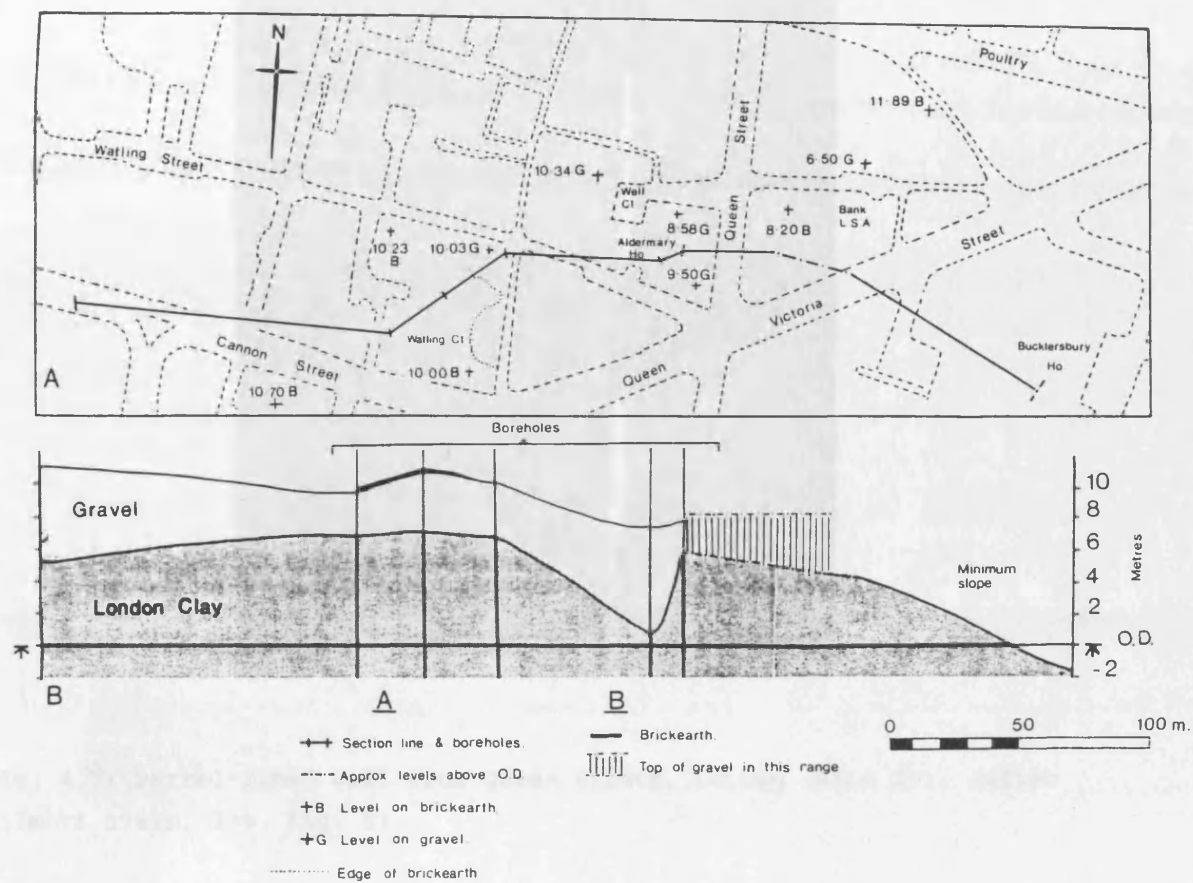 N
Poultry
11·89 B
Street
Watling Street
6·50 G
10·34 G
Well
Ct
Bank
L.S.A
8·58 G
Queen
8·20 B
10·23
B
10·03 G
Aldermary
Ho
Street
9·50 G
Victoria
Watling Ct
Cannon
Street
Bucklersbury
Ho
A
10·00 B
Queen
10·70 B
Boreholes
10
Gravel
8
6
Metres
Minimum
slope
4
London Clay
2
O.D.
-2
B A B
Section line & boreholes.
Brickearth.
0 50 100 m.
Approx levels above O.D.
Top of gravel in this range
+B Level on brickearth
+G Level on gravel.
Edge of brickearth